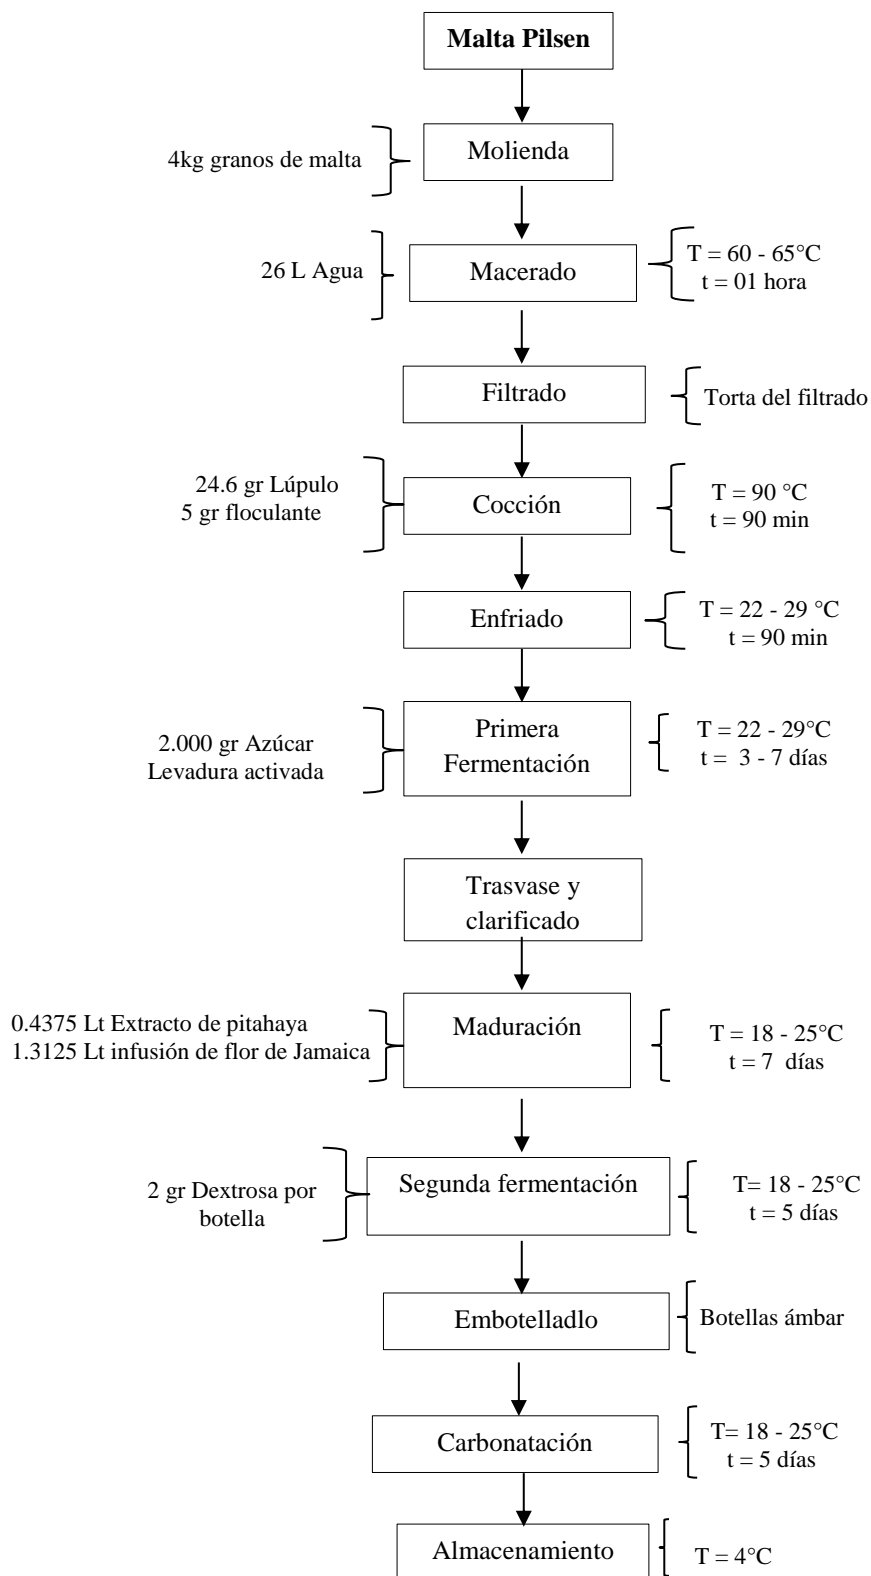 Malta Pilsen
4kg granos de malta
Molienda
26 L Agua
Macerado
T = 60 - 65°C
t = 01 hora
Filtrado
Torta del filtrado
24.6 gr Lúpulo
5 gr floculante
Cocción
T = 90 °C
t = 90 min
Enfriado
T = 22 - 29 °C
t = 90 min
2.000 gr Azúcar
Levadura activada
Primera
Fermentación
T = 22 - 29°C
t = 3 - 7 días
Trasvase y
clarificado
0.4375 Lt Extracto de pitahaya
1.3125 Lt infusión de flor de Jamaica
Maduración
T = 18 - 25°C
t = 7 días
2 gr Dextrosa por
botella
Segunda fermentación
T= 18 - 25°C
t = 5 días
Embotelladlo
Botellas ámbar
Carbonatación
T= 18 - 25°C
t = 5 días
Almacenamiento
T = 4°C